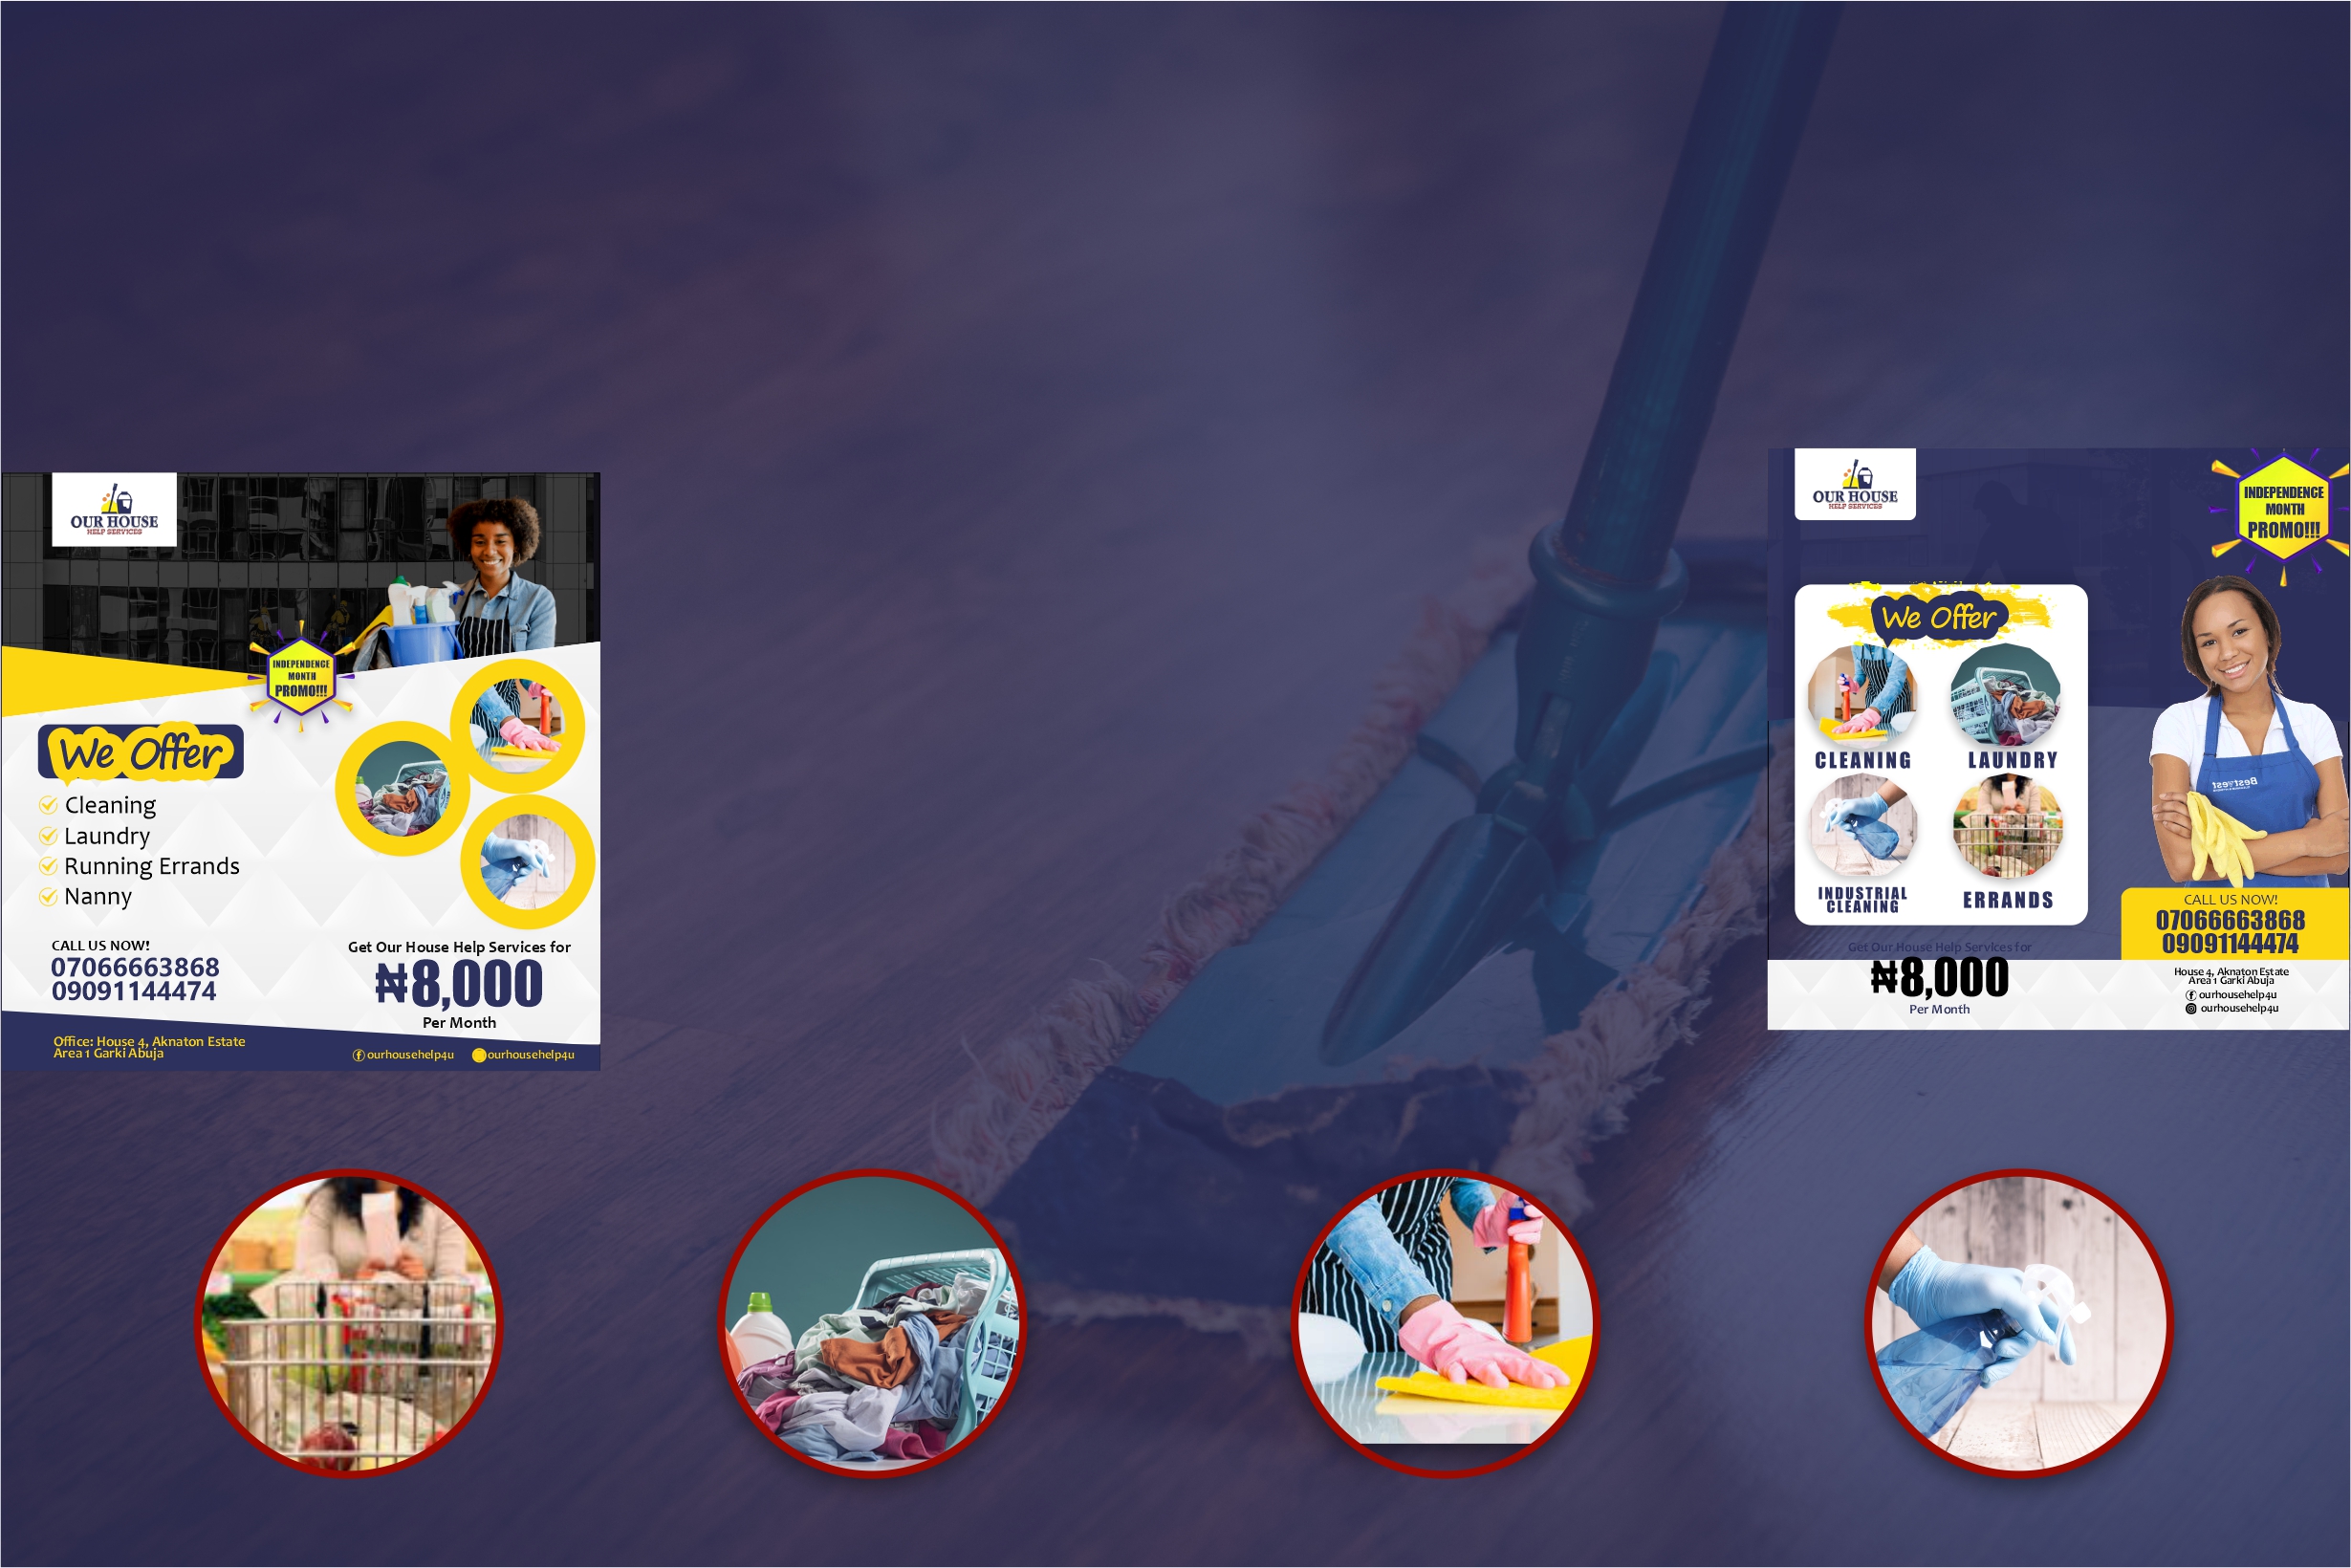 OUR HOUSE
HELP SERVICES
INDEPENDENCE
MONTH
PROMO!!!
We Offer
Cleaning
Laundry
Running Errands
Nanny
CALL US NOW!
07066663868
09091144474
Get Our House Help Services for
₦8,000
Per Month
Office: House 4, Aknaton Estate
Area 1 Garki Abuja
ourhousehelp4u ourhousehelp4u
OUR HOUSE
HELP SERVICES
INDEPENDENCE
MONTH
PROMO!!!
We Offer
CLEANING LAUNDRY
INDUSTRIAL
CLEANING
ERRANDS
Get Our House Help Services for
₦8,000
Per Month
CALL US NOW!
07066663868
09091144474
House 4, Aknaton Estate
Area 1 Garki Abuja
ourhousehelp4u
ourhousehelp4u